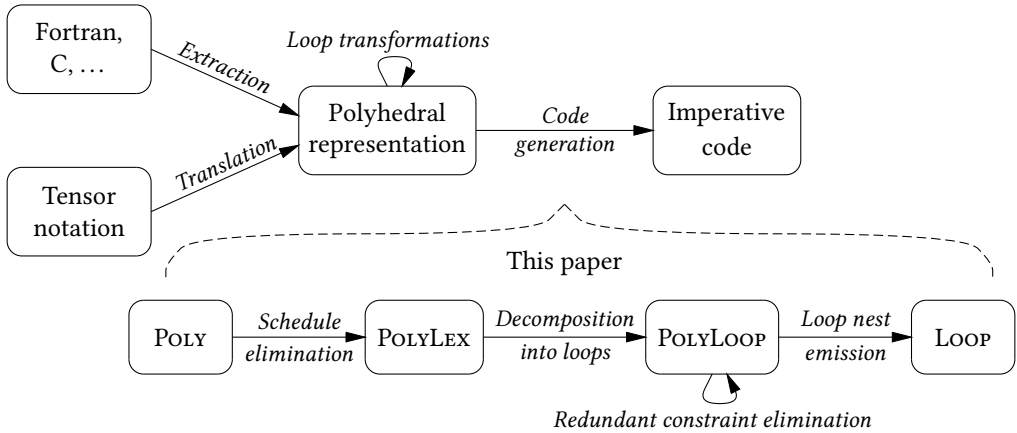 Fortran,
C, …
Extraction
Loop transformations
Polyhedral
representation
Code
generation
Imperative
code
Translation
Tensor
notation
This paper
Poly
Schedule
elimination
PolyLex
Decomposition
into loops
PolyLoop
Loop nest
emission
Loop
Redundant constraint elimination